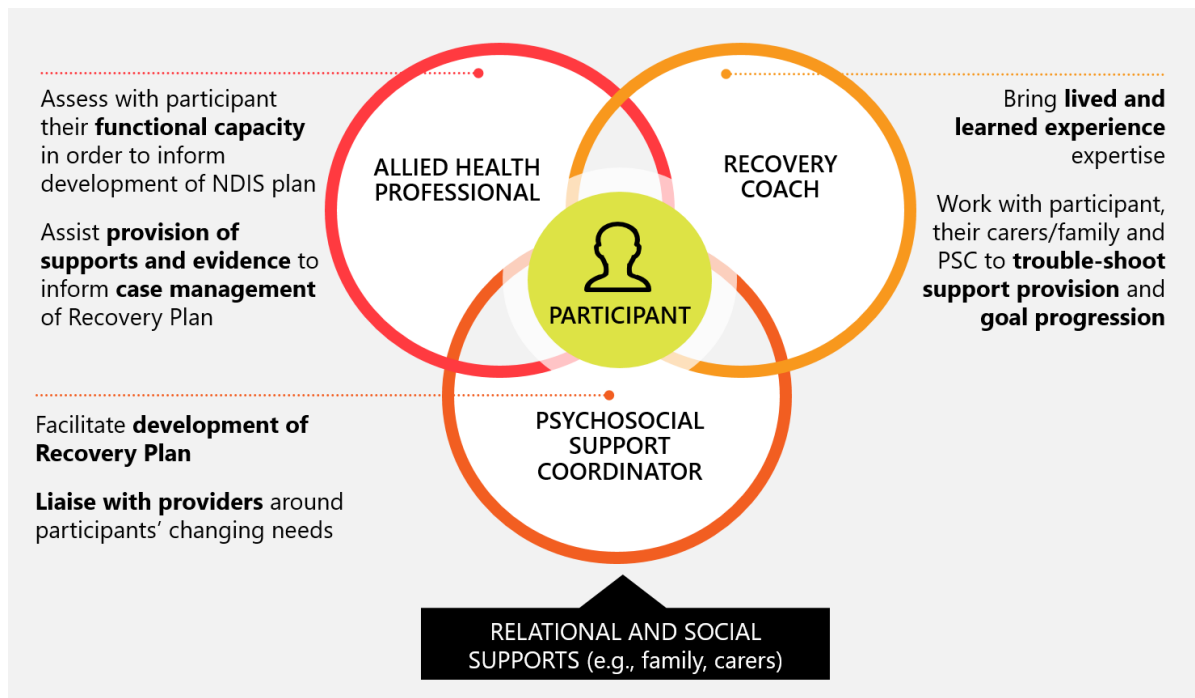 Assess with participant
their functional capacity
in order to inform
development of NDIS plan
Assist provision of
supports and evidence to
inform case management
of Recovery Plan
ALLIED HEALTH
PROFESSIONAL
RECOVERY
COACH
Bring lived and
learned experience
expertise
Work with participant,
their carers/family and
PSC to trouble-shoot
support provision and
goal progression
PARTICIPANT
Facilitate development of
Recovery Plan
Liaise with providers around
participants’ changing needs
PSYCHOSOCIAL
SUPPORT
COORDINATOR
RELATIONAL AND SOCIAL
SUPPORTS (e.g., family, carers)